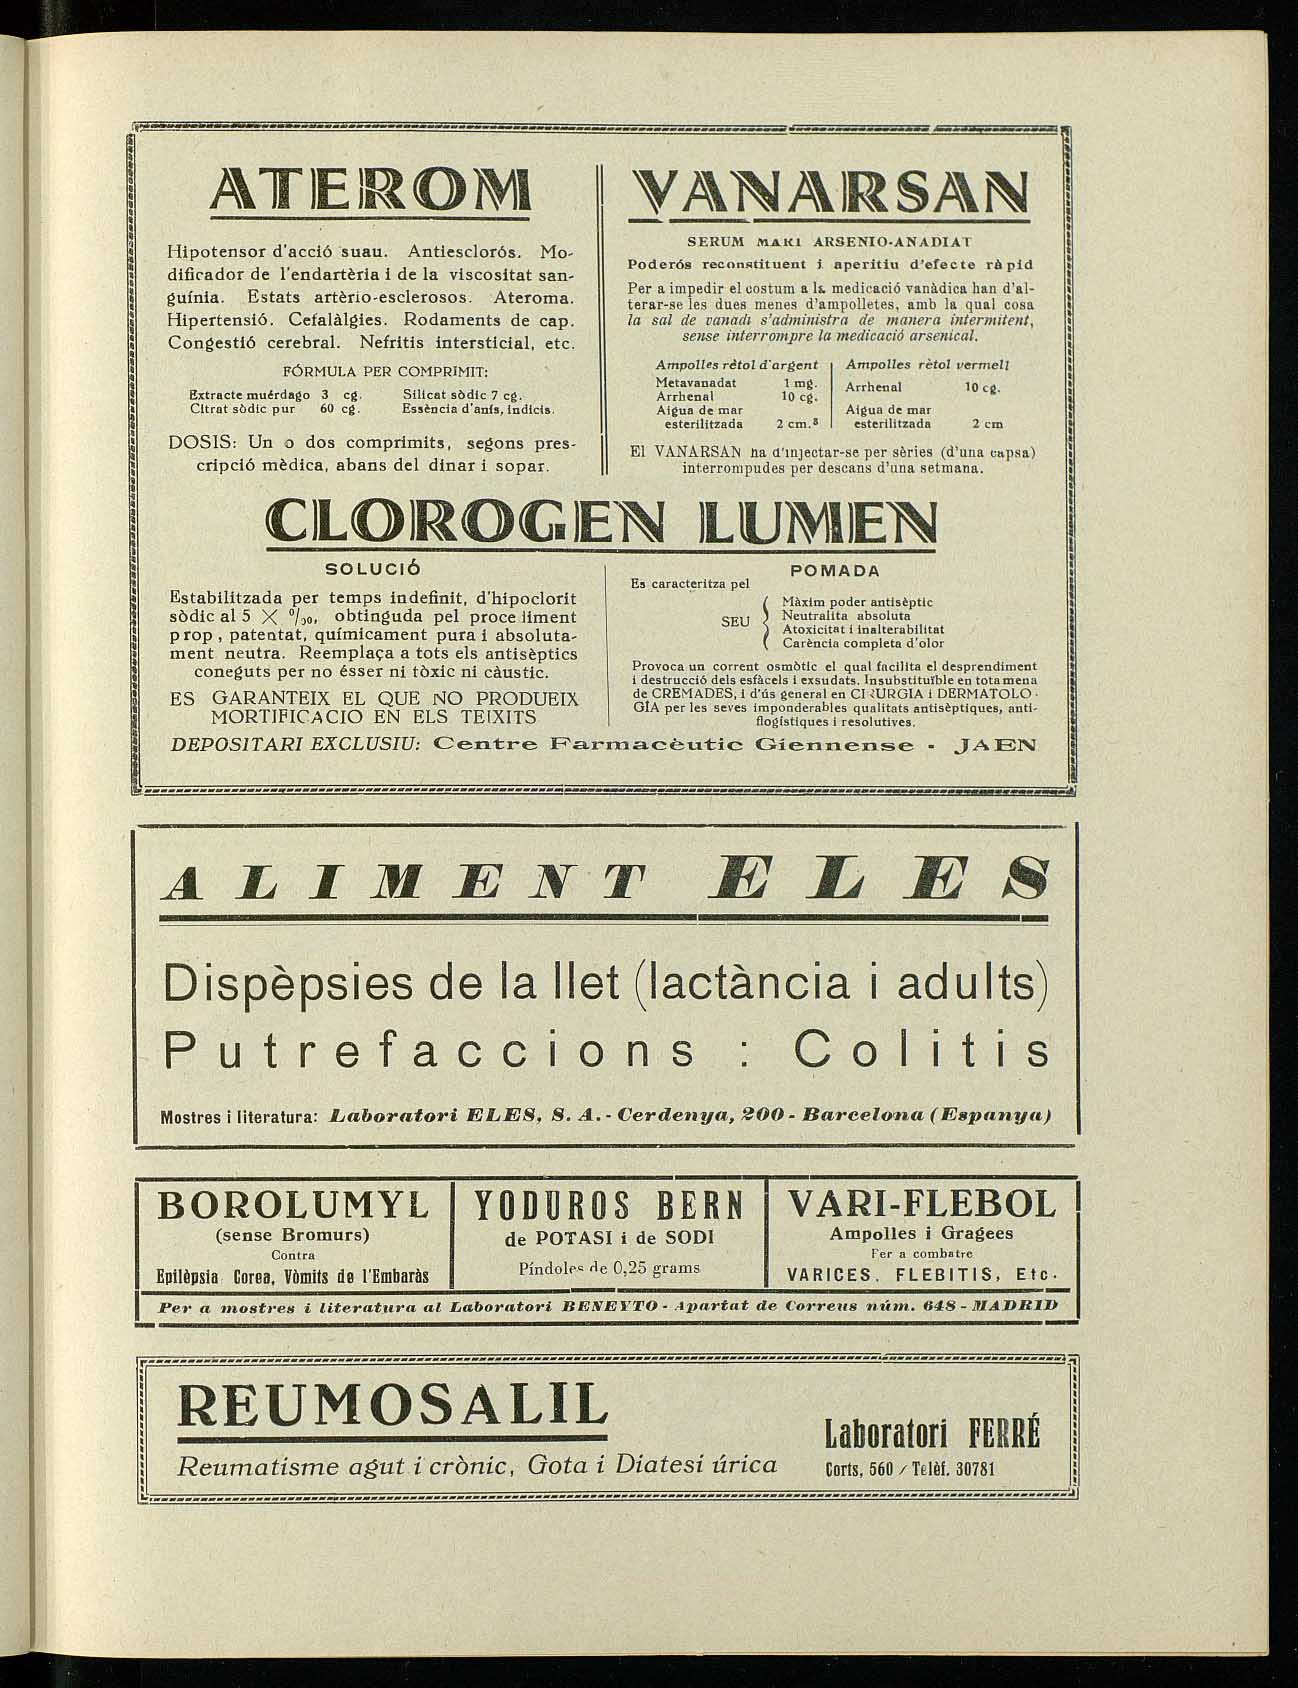 ATEROM
Hipotensor d'acció suau. Antiesclorós. Mo-
dificador de l'endartèria i de la viscositat san-
guínia. Estats artèrio-esclerosos. Ateroma.
Hipertensió. Cefalàlgies. Rodaments de cap.
Congestió cerebral. Nefritis intersticial, etc.
FÓRMULA PER COMPRIMIT:
Extracte muérdago 3 cg. Silicat sòdic 7 cg.
Citrat sòdic pur 60 cg. Essència d'anís, indicis.
DOSIS: Un o dos comprimits, segons pres-
cripció mèdica, abans del dinar i sopar.
VANARSAN
SERUM MARI ARSENIO-ANADIAT
Poderós reconstituent i aperitiu d'efecte ràpid
Per a impedir el costum a la medicació vanàdica han d'al-
terar-se les dues menes d'ampolletes, amb la qual cosa
la sal de vanadi s'administra de manera intermitent,
sense interrompre la medicació arsenical.
Ampolles rètol d'argent
Metavanadat 1 mg.
Arrhenal 10 cg.
Aigua de mar
esterilitzada 2 cm.³
Ampolles rètol vermell
Arrhenal 10 cg.
Aigua de mar
esterilitzada 2 cm
El VANARSAN ha d'injectar-se per sèries (d'una capsa)
interrompudes per descans d'una setmana.
CLOROGEN LUMEN
SOLUCIÓ
Estabilitzada per temps indefinit, d'hipoclorit
sòdic al 5 X º/₀₀, obtinguda pel procediment
prop, patentat, químicament pura i absoluta-
ment neutra. Reemplaça a tots els antisèptics
coneguts per no ésser ni tòxic ni càustic.
ES GARANTEIX EL QUE NO PRODUEIX
MORTIFICACIO EN ELS TEIXITS
POMADA
Es caracteritza pel
SEU
Màxim poder antisèptic
Neutralita absoluta
Atoxicitat i inalterabilitat
Carència completa d'olor
Provoca un corrent osmòtic el qual facilita el desprendiment
i destrucció dels esfàcels i exsudats. Insubstituïble en tota mena
de CREMADES, i d'ús general en CIRURGIA i DERMATOLO-
GÍA per les seves imponderables qualitats antisèptiques, anti-
flogístiques i resolutives.
DEPOSITARI EXCLUSIU: Centre Farmacèutic Giennense - JAEN
ALIMENT ELES
Dispèpsies de la llet (lactància i adults)
Putrefaccions : Colitis
Mostres i literatura: Laboratori ELES, S. A. - Cerdenya, 200 - Barcelona (Espanya)
BOROLUMYL
(sense Bromurs)
Contra
Epilèpsia Corea, Vòmits de l'Embaràs
YODUROS BERN
de POTASI i de SODI
Píndoles de 0,25 grams
VARI-FLEBOL
Ampolles i Gragees
Per a combatre
VARICES, FLEBITIS, Etc.
Per a mostres i literatura al Laboratori BENEYTO - Apartat de Correus núm. 648 - MADRID
REUMOSALIL
Reumatisme agut i crònic, Gota i Diatesi úrica
Laboratori FERRÉ
Corts, 560 / Telèf. 30781